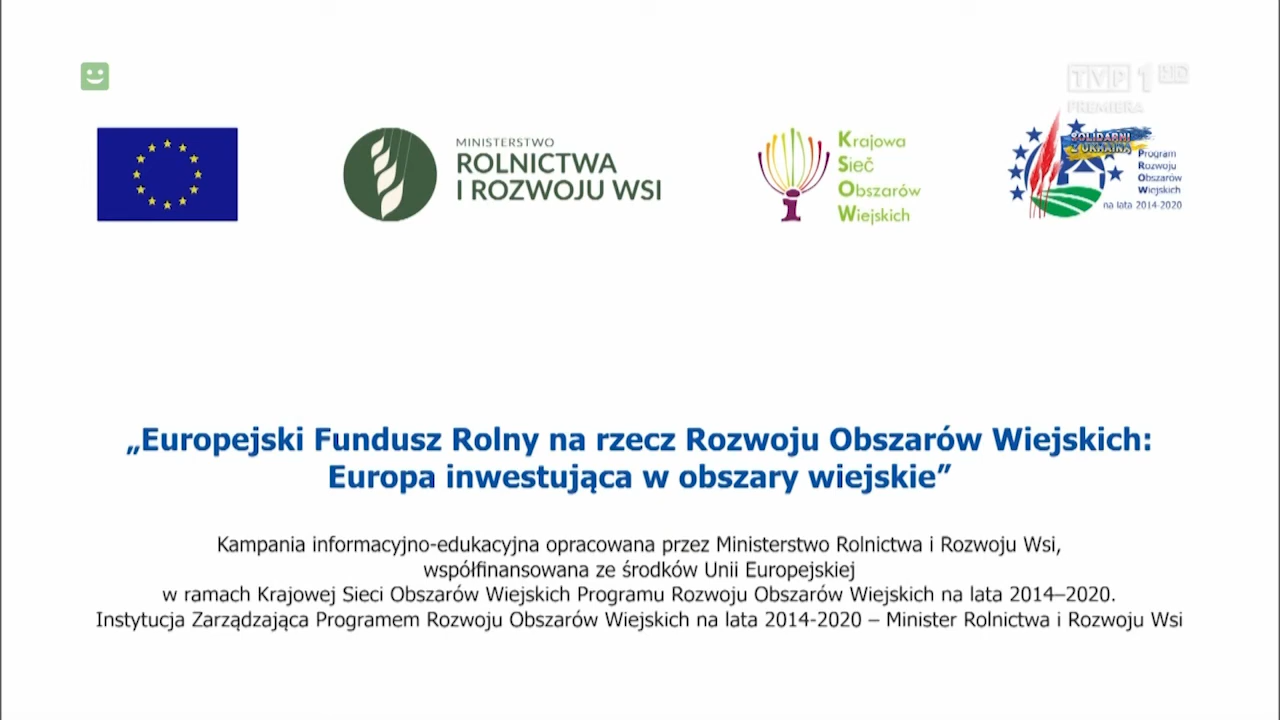 TVP 1 HD
PREMIERA
SOLIDARNI
Z UKRAINĄ
MINISTERSTWO
ROLNICTWA
I ROZWOJU WSI
Krajowa
Sieć
Obszarów
Wiejskich
Program
Rozwoju
Obszarów
Wiejskich
na lata 2014-2020
„Europejski Fundusz Rolny na rzecz Rozwoju Obszarów Wiejskich:
Europa inwestująca w obszary wiejskie”
Kampania informacyjno-edukacyjna opracowana przez Ministerstwo Rolnictwa i Rozwoju Wsi,
współfinansowana ze środków Unii Europejskiej
w ramach Krajowej Sieci Obszarów Wiejskich Programu Rozwoju Obszarów Wiejskich na lata 2014–2020.
Instytucja Zarządzająca Programem Rozwoju Obszarów Wiejskich na lata 2014-2020 – Minister Rolnictwa i Rozwoju Wsi